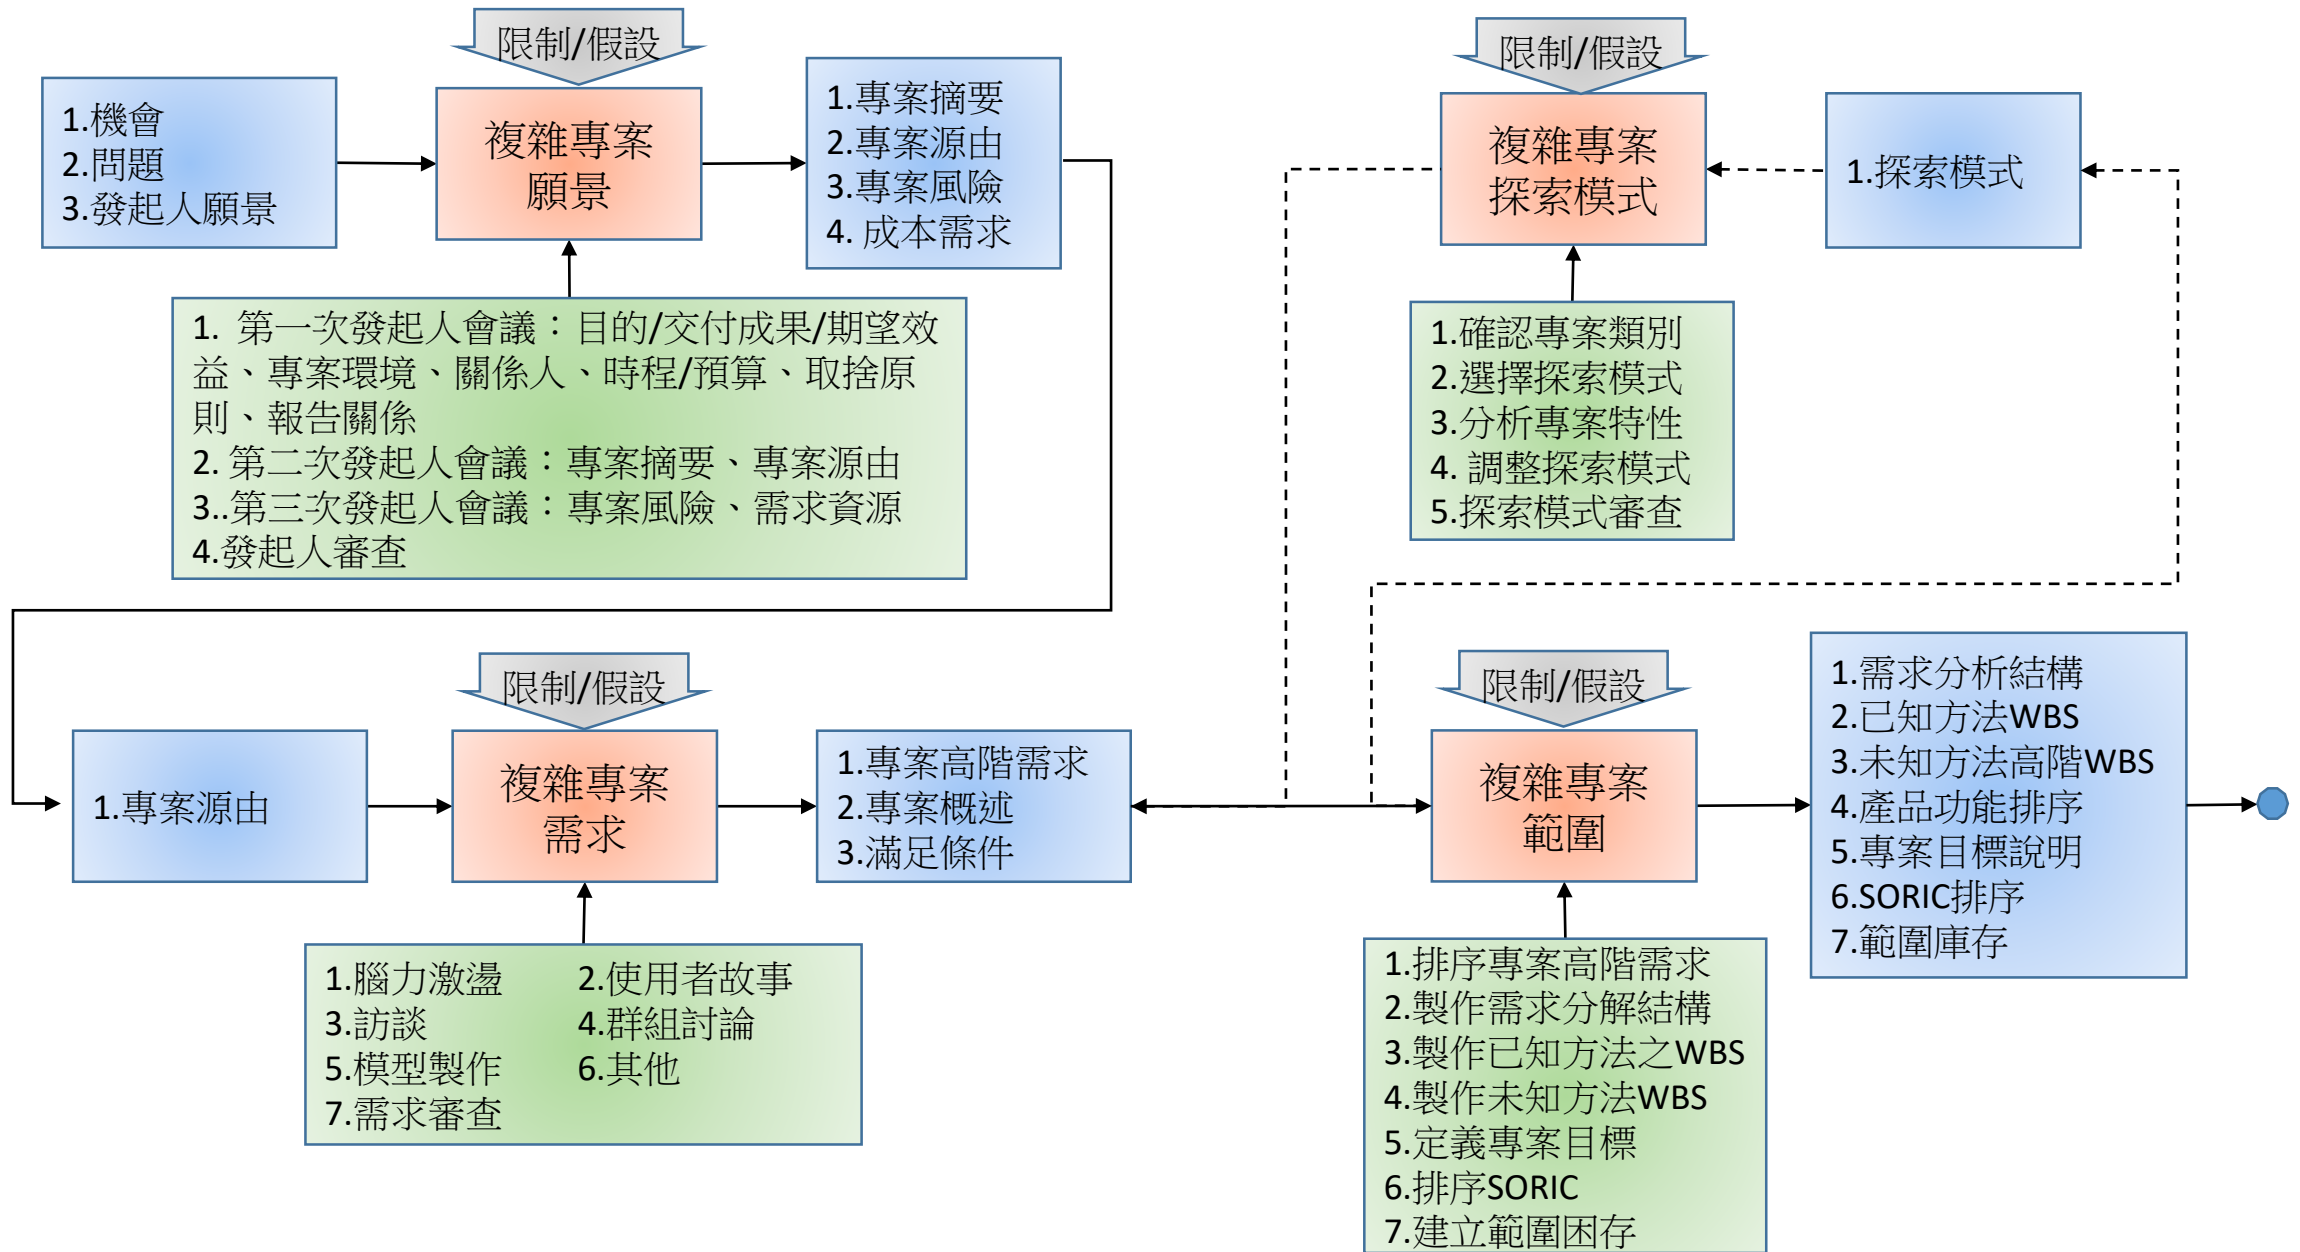 限制/假設
1.機會
2.問題
3.發起人願景
複雜專案
願景
1.專案摘要
2.專案源由
3.專案風險
4. 成本需求
1. 第一次發起人會議：目的/交付成果/期望效
益、專案環境、關係人、時程/預算、取捨原
則、報告關係
2. 第二次發起人會議：專案摘要、專案源由
3..第三次發起人會議：專案風險、需求資源
4.發起人審查
限制/假設
複雜專案
探索模式
1.探索模式
1.確認專案類別
2.選擇探索模式
3.分析專案特性
4. 調整探索模式
5.探索模式審查
限制/假設
1.專案源由
複雜專案
需求
1.專案高階需求
2.專案概述
3.滿足條件
1.腦力激盪 2.使用者故事
3.訪談 4.群組討論
5.模型製作 6.其他
7.需求審查
限制/假設
複雜專案
範圍
1.需求分析結構
2.已知方法WBS
3.未知方法高階WBS
4.產品功能排序
5.專案目標說明
6.SORIC排序
7.範圍庫存
1.排序專案高階需求
2.製作需求分解結構
3.製作已知方法之WBS
4.製作未知方法WBS
5.定義專案目標
6.排序SORIC
7.建立範圍困存